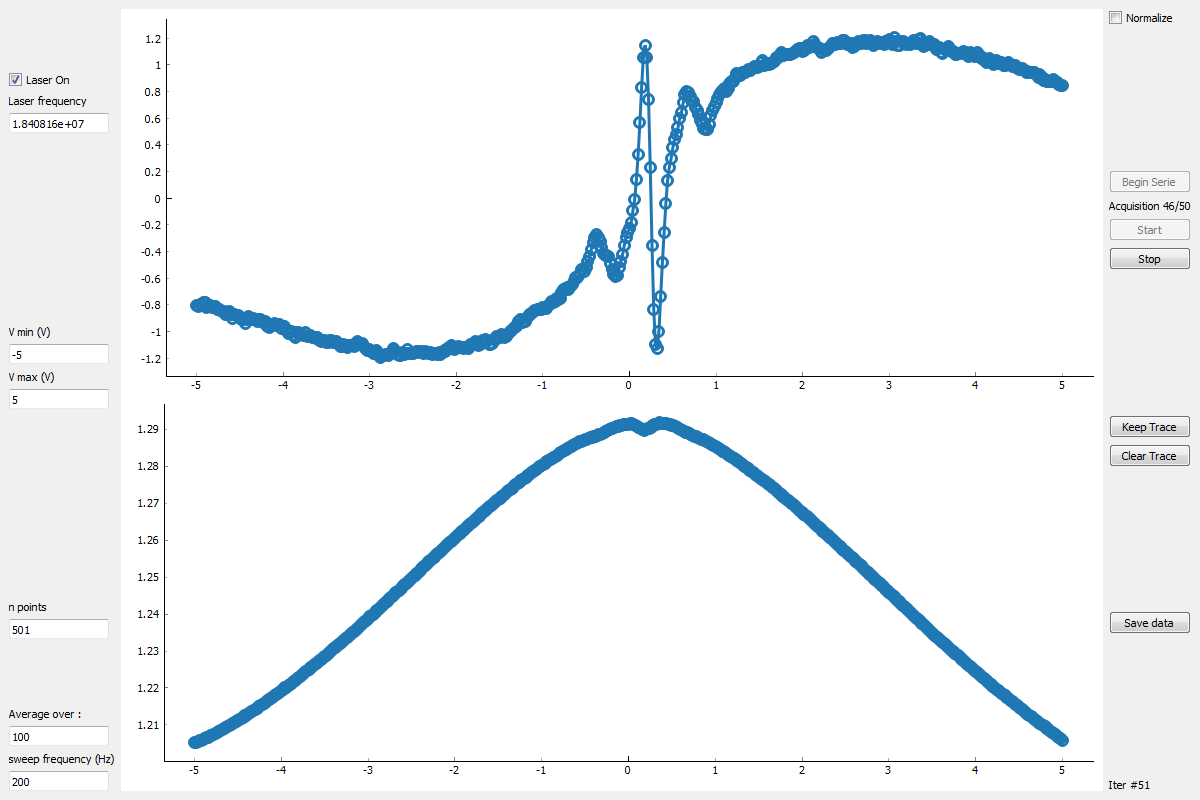 Laser On
Laser frequency
1.840816e+07
V min (V)
-5
V max (V)
5
n points
501
Average over :
100
sweep frequency (Hz)
200
1.2
1
0.8
0.6
0.4
0.2
0
-0.2
-0.4
-0.6
-0.8
-1
-1.2
-5 -4 -3 -2 -1 0 1 2 3 4 5
1.29
1.28
1.27
1.26
1.25
1.24
1.23
1.22
1.21
-5 -4 -3 -2 -1 0 1 2 3 4 5
Normalize
Begin Serie
Acquisition 46/50
Start
Stop
Keep Trace
Clear Trace
Save data
Iter #51